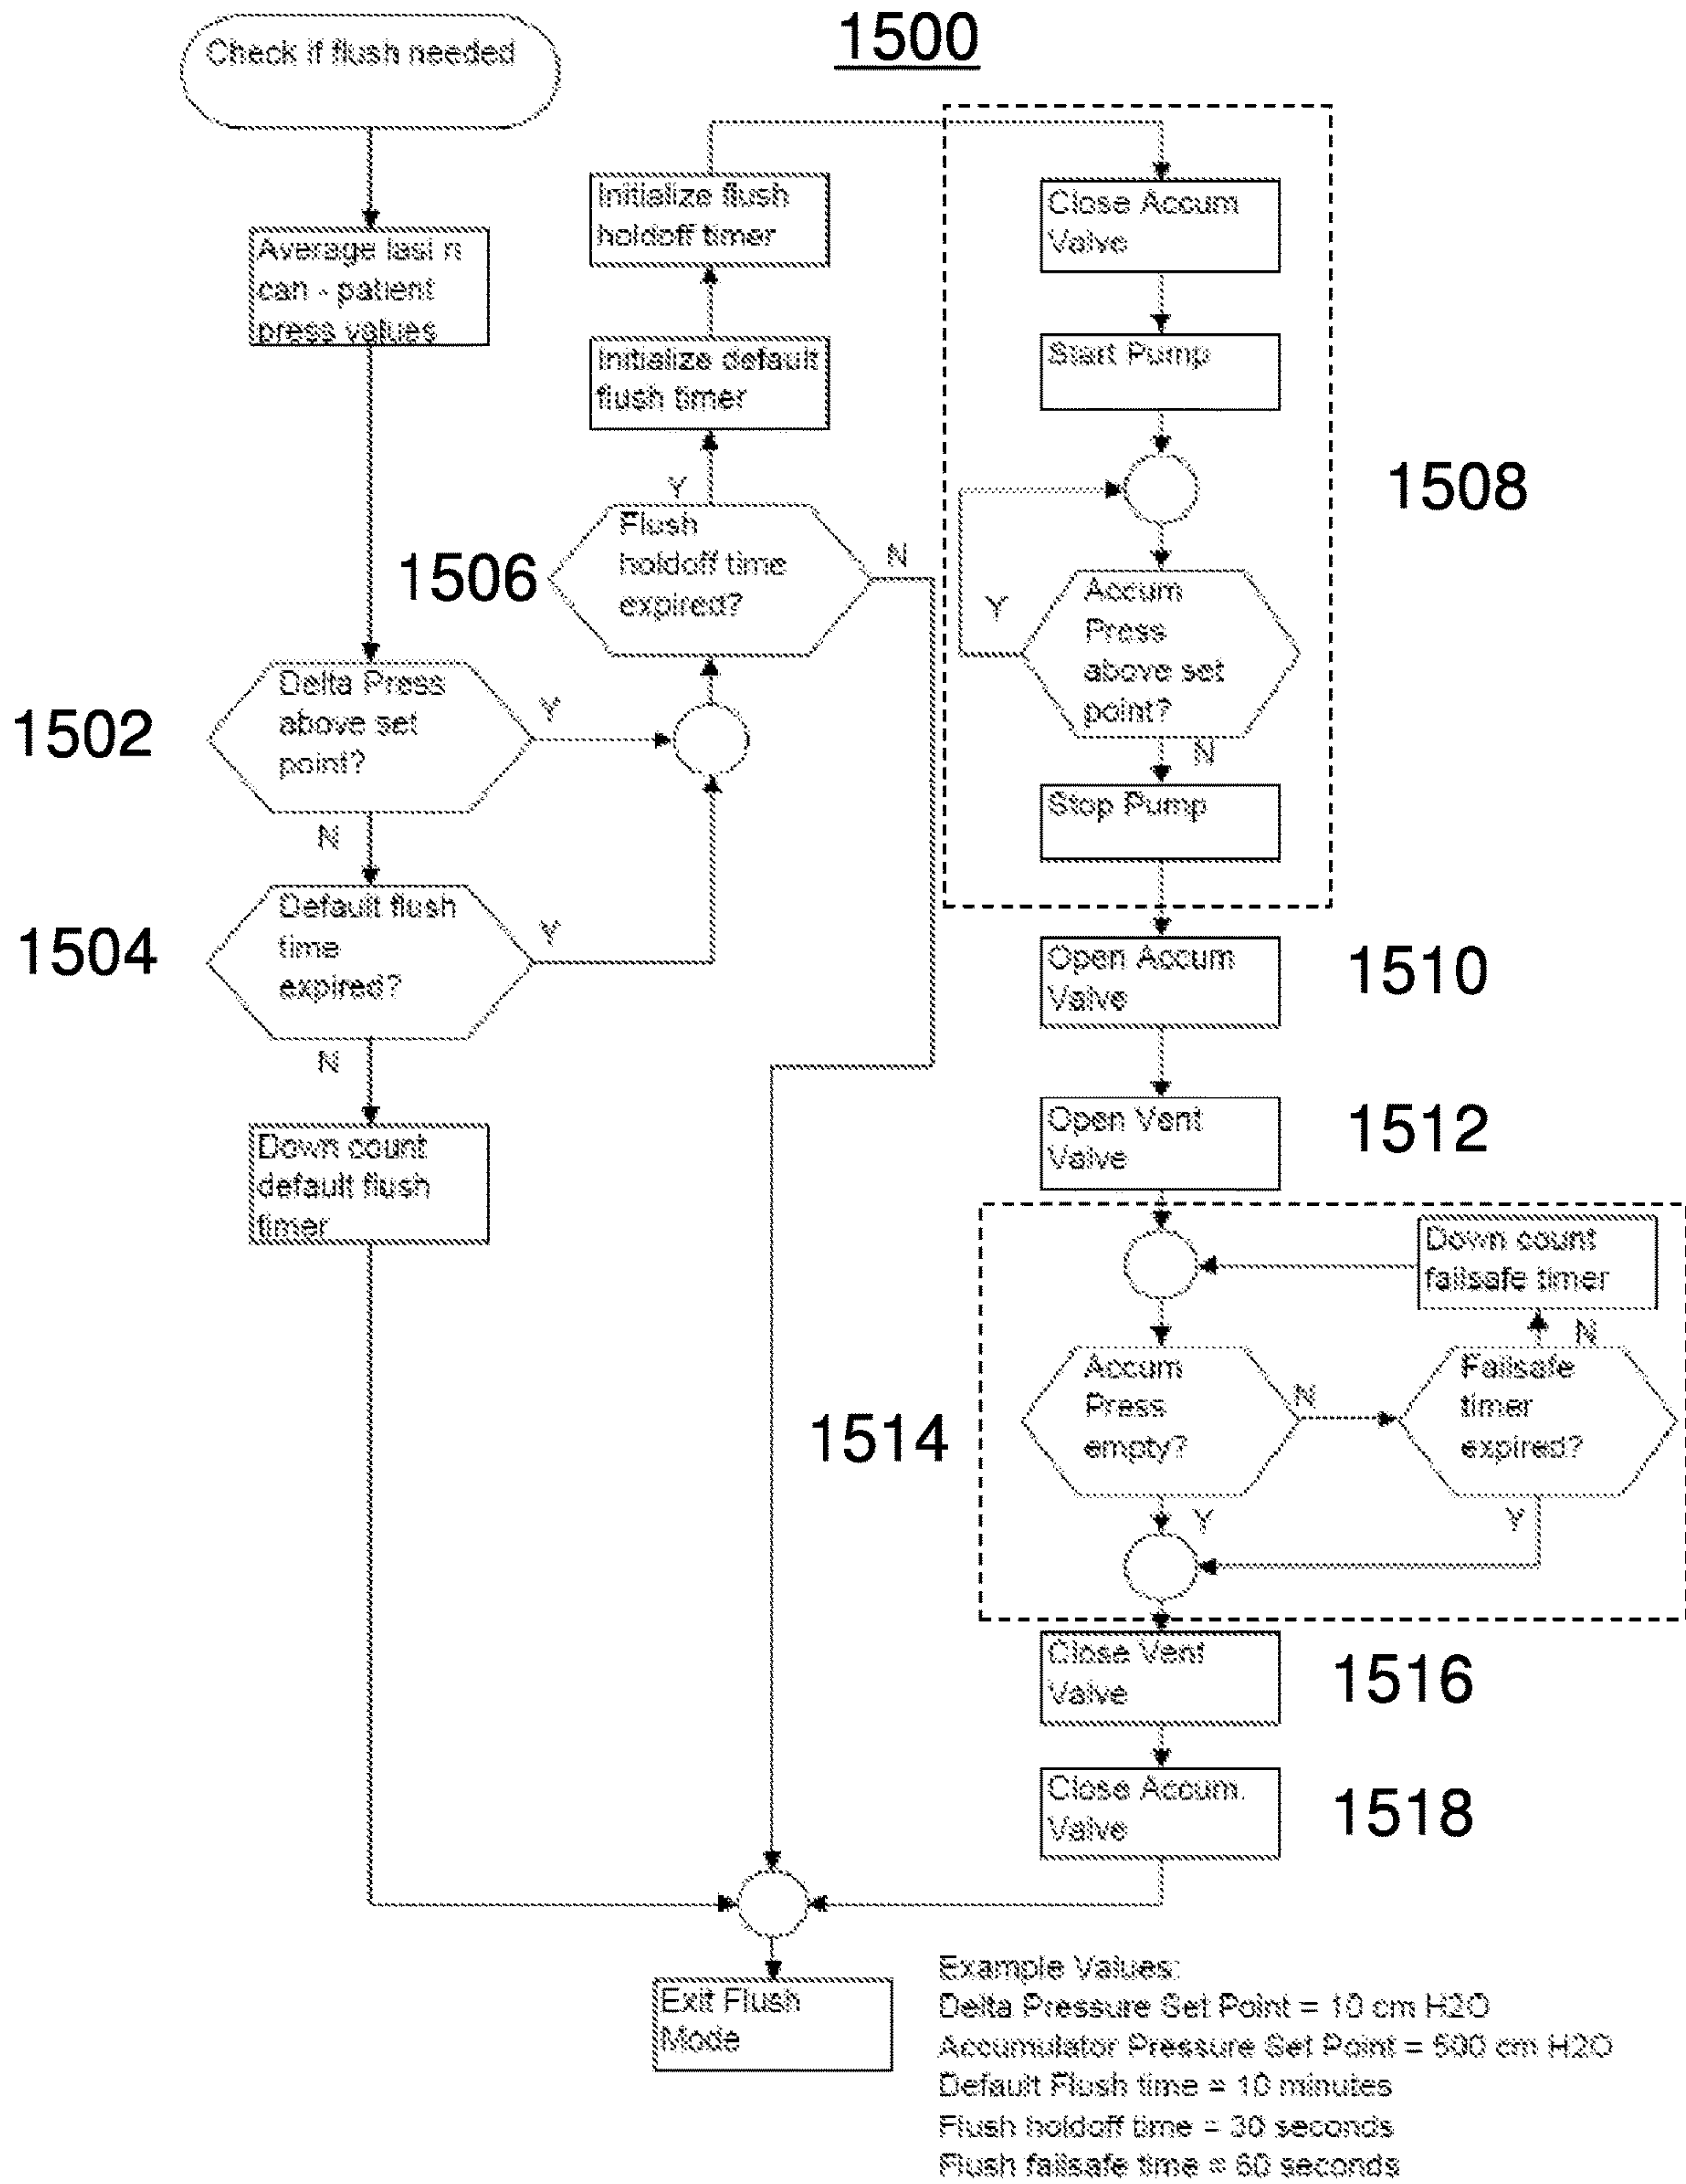 1500
Check if flush needed
Average last n
can - patient
press values
1502
Delta Press
above set
point?
Y
N
1504
Default flush
time
expired?
Y
N
Down count
default flush
timer
Initialize flush
holdoff timer
Initialize default
flush timer
Y
1506
Flush
holdoff time
expired?
N
Close Accum
Valve
Start Pump
1508
Y
Accum
Press
above set
point?
N
Stop Pump
Open Accum
Valve
1510
Open Vent
Valve
1512
Down count
failsafe timer
N
1514
Accum
Press
empty?
N
Failsafe
timer
expired?
Y
Y
Close Vent
Valve
1516
Close Accum.
Valve
1518
Exit Flush
Mode
Example Values:
Delta Pressure Set Point = 10 cm H2O
Accumulator Pressure Set Point = 500 cm H2O
Default Flush time = 10 minutes
Flush holdoff time = 30 seconds
Flush failsafe time = 60 seconds